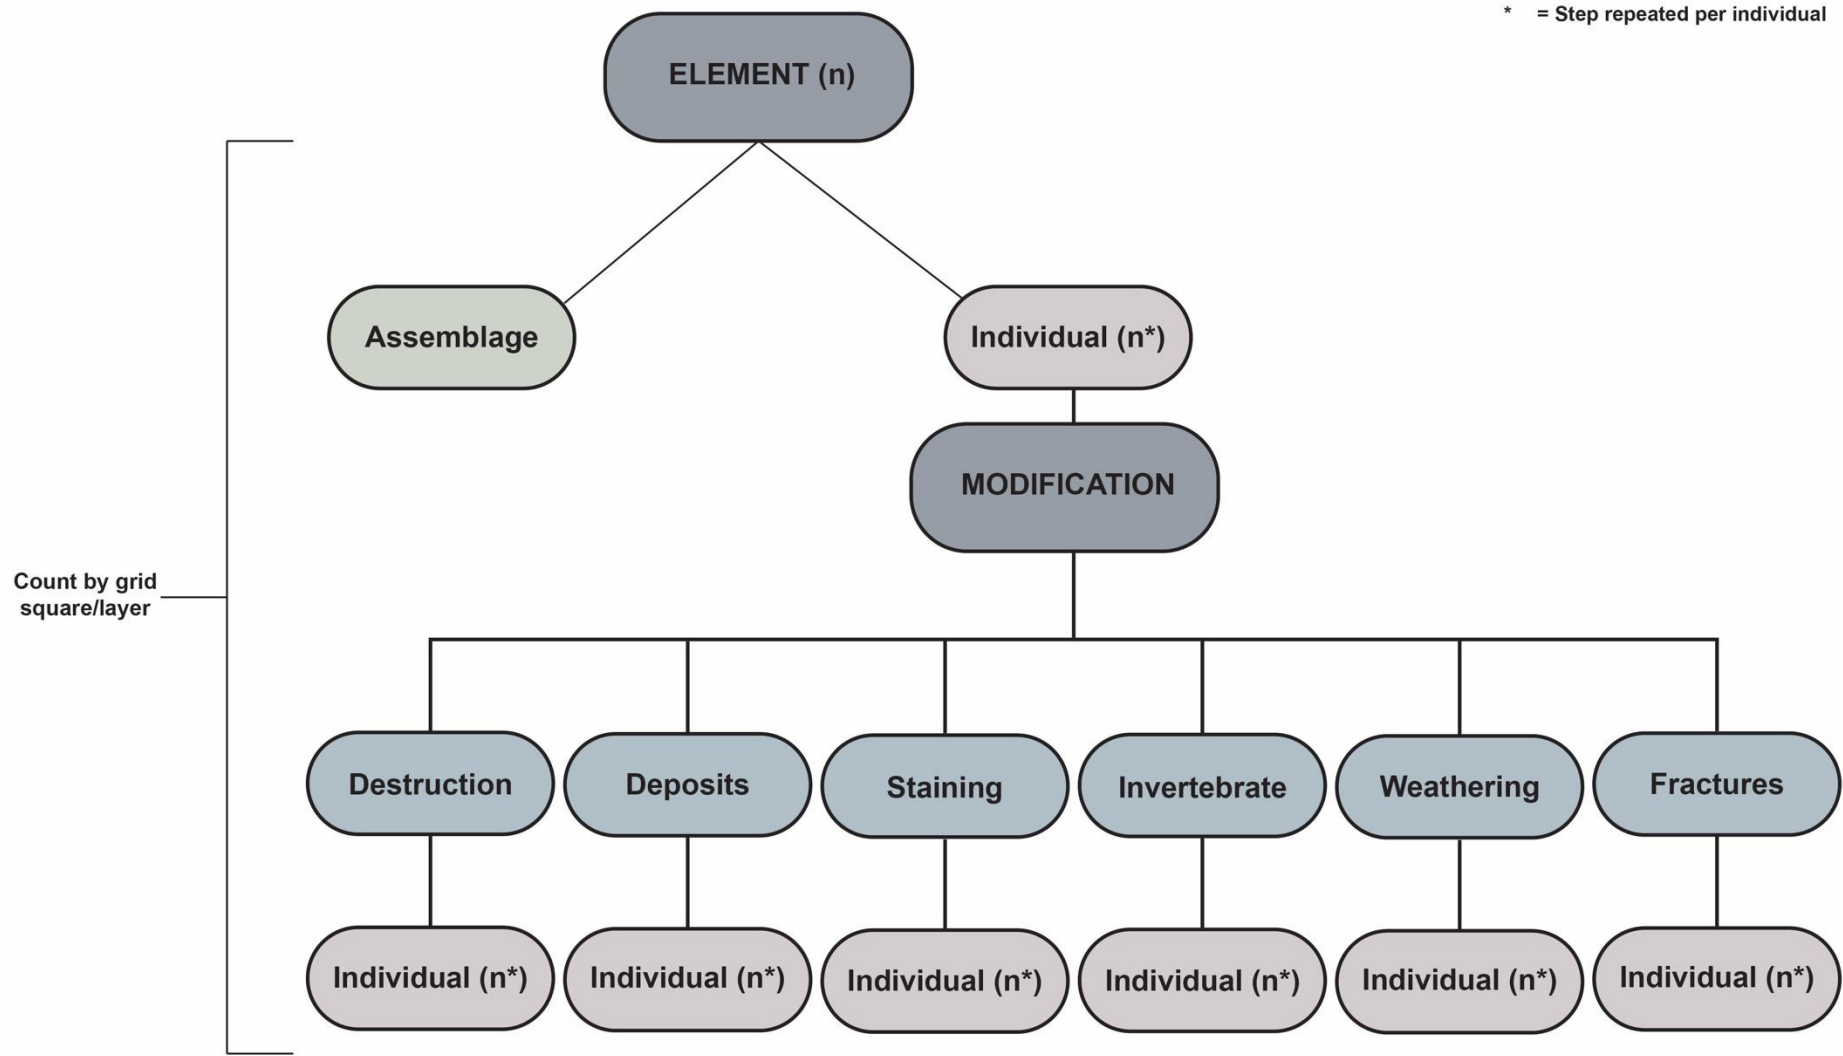 * = Step repeated per individual
ELEMENT (n)
Assemblage
Individual (n*)
MODIFICATION
Count by grid
square/layer
Destruction
Deposits
Staining
Invertebrate
Weathering
Fractures
Individual (n*)
Individual (n*)
Individual (n*)
Individual (n*)
Individual (n*)
Individual (n*)